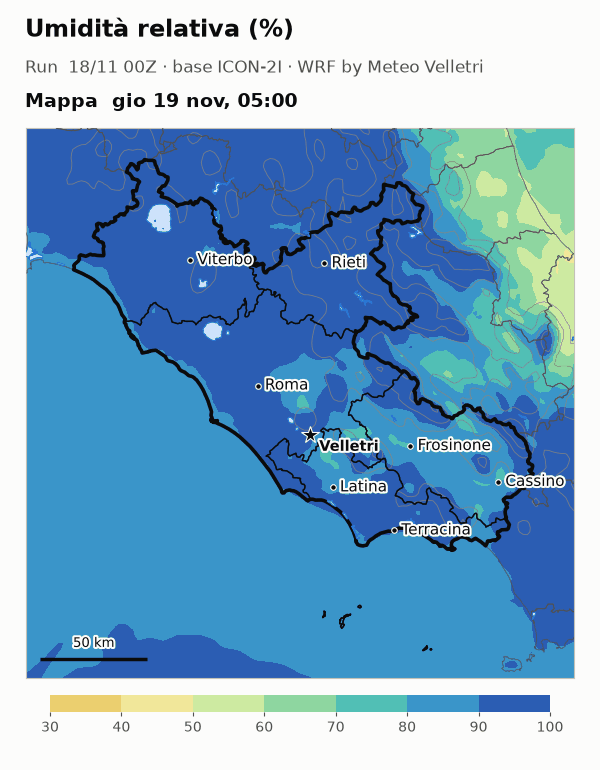 Umidità relativa (%)
Run  18/11 00Z · base ICON-2I · WRF by Meteo Velletri
Mappa  gio 19 nov, 05:00
Viterbo
Rieti
Roma
Velletri
Frosinone
Cassino
Latina
Terracina
50 km
30 40 50 60 70 80 90 100